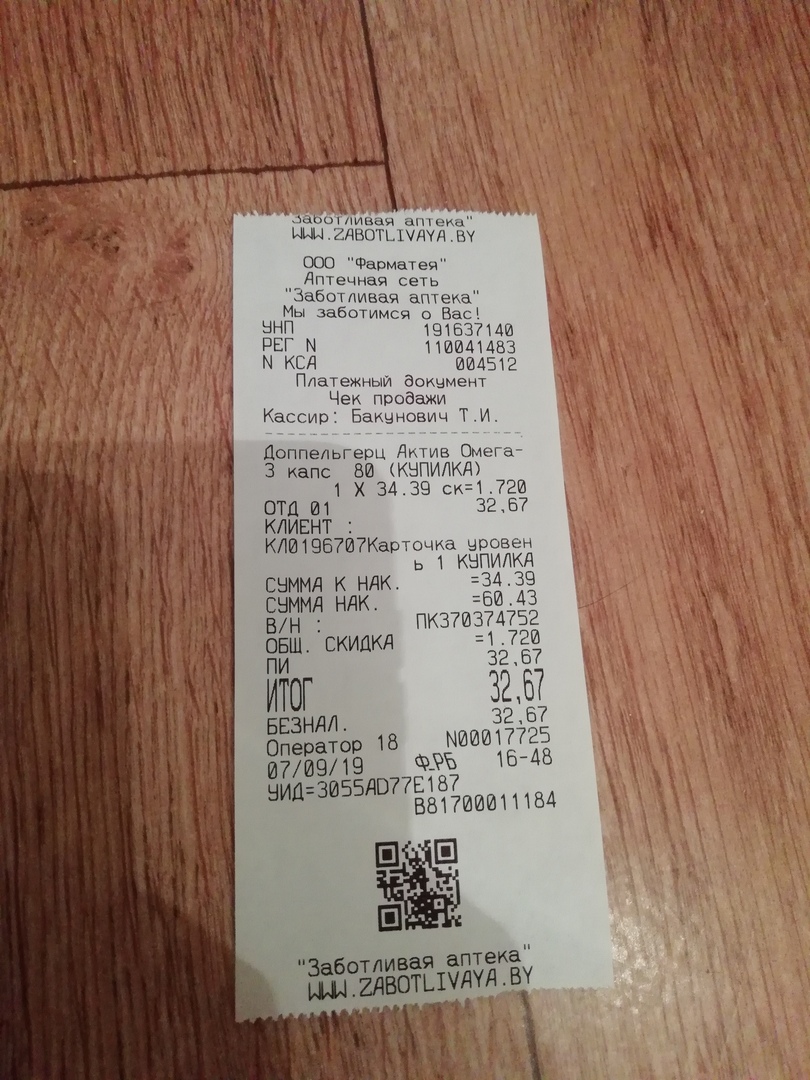 Заботливая аптека"
WWW.ZABOTLIVAYA.BY
ООО "Фарматея"
Аптечная сеть
"Заботливая аптека"
Мы заботимся о Вас!
УНП 191637140
РЕГ N 110041483
N КСА 004512
Платежный документ
Чек продажи
Кассир: Бакунович Т.И.
Доппельгерц Актив Омега-
3 капс 80 (КУПИЛКА)
1 X 34.39 ск=1.720
ОТД 01 32,67
КЛИЕНТ :
КЛ0196707Карточка уровен
ь 1 КУПИЛКА
СУММА К НАК. =34.39
СУММА НАК. =60.43
В/Н : ПК370374752
ОБЩ. СКИДКА =1.720
ПИ 32,67
ИТОГ 32,67
БЕЗНАЛ. 32,67
Оператор 18 N00017725
07/09/19 Ф.РБ 16-48
УИД=3055AD77E187
B81700011184
"Заботливая аптека"
WWW.ZABOTLIVAYA.BY